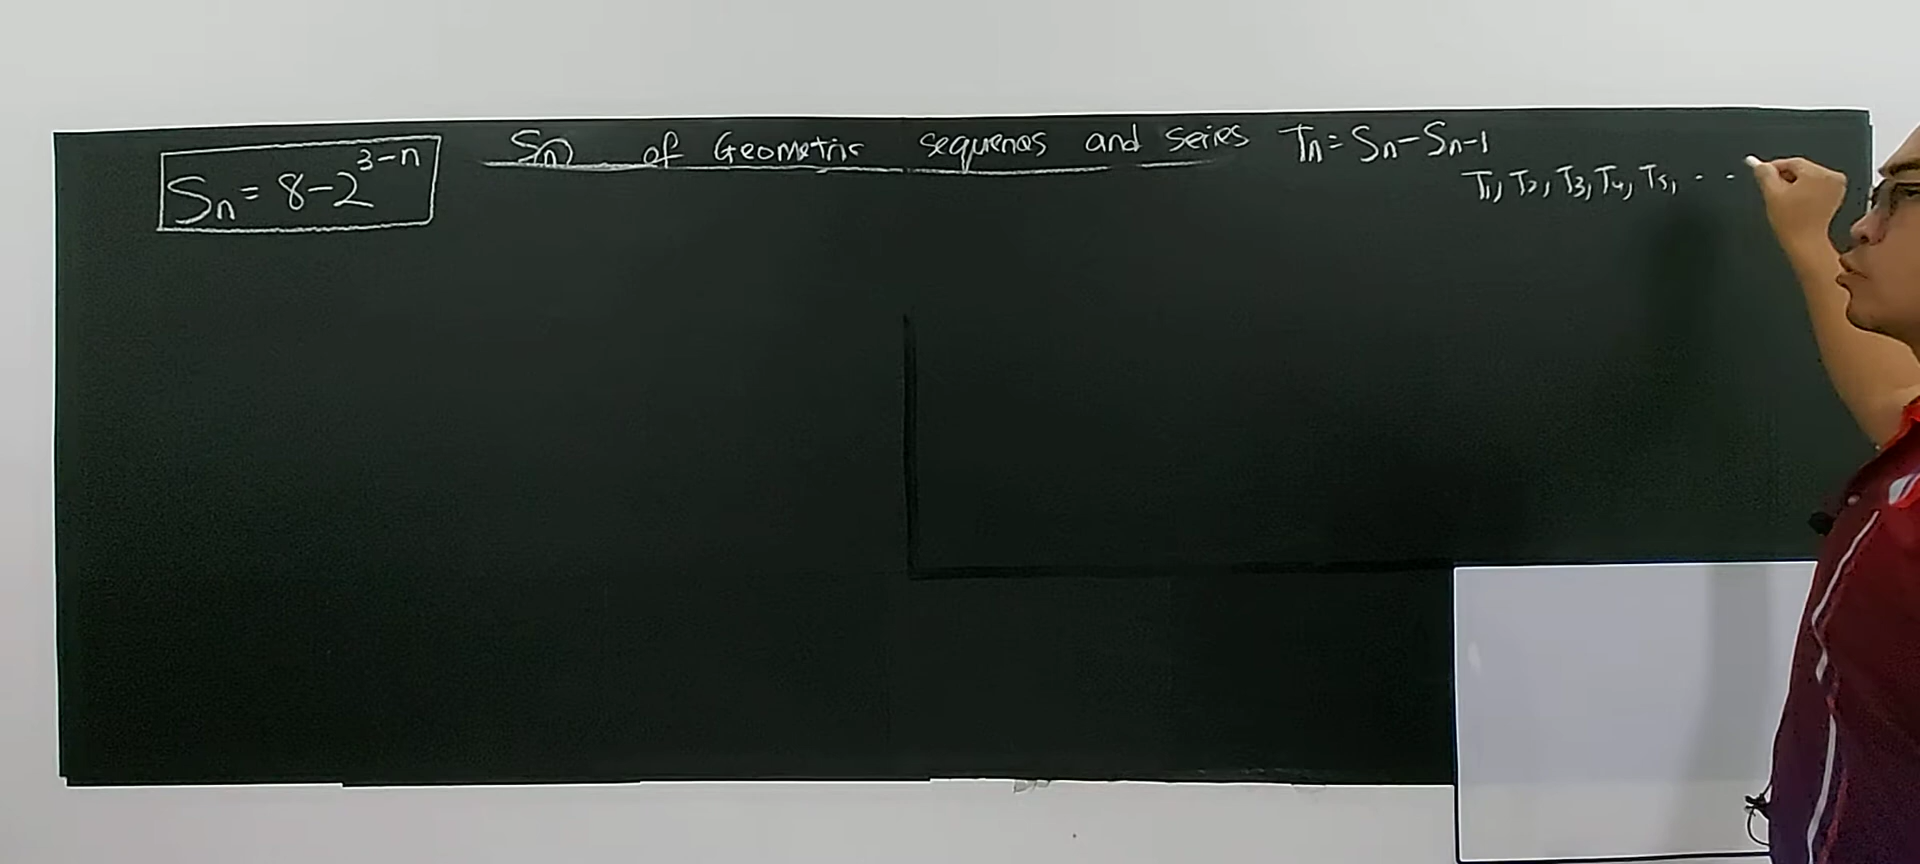 Sn of Geometric sequences and series Tn = Sn - Sn-1
T1, T2, T3, T4, T5, . . .
Sn = 8 - 2^3-n